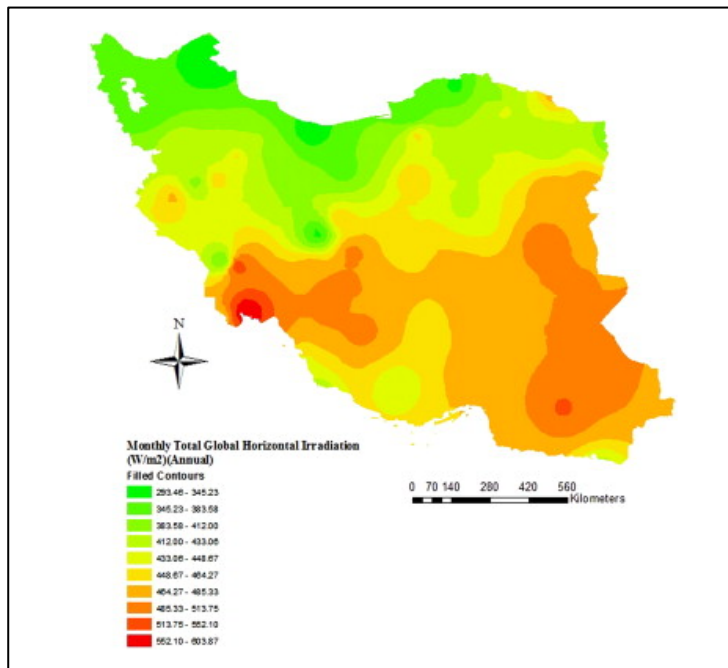 N
Monthly Total Global Horizontal Irradiation
(W/m2)(Annual)
Filled Contours
293.46 - 345.23
345.23 - 383.58
383.58 - 412.00
412.00 - 433.06
433.06 - 448.67
448.67 - 464.27
464.27 - 485.33
485.33 - 513.75
513.75 - 552.10
552.10 - 603.87
0 70 140 280 420 560
Kilometers